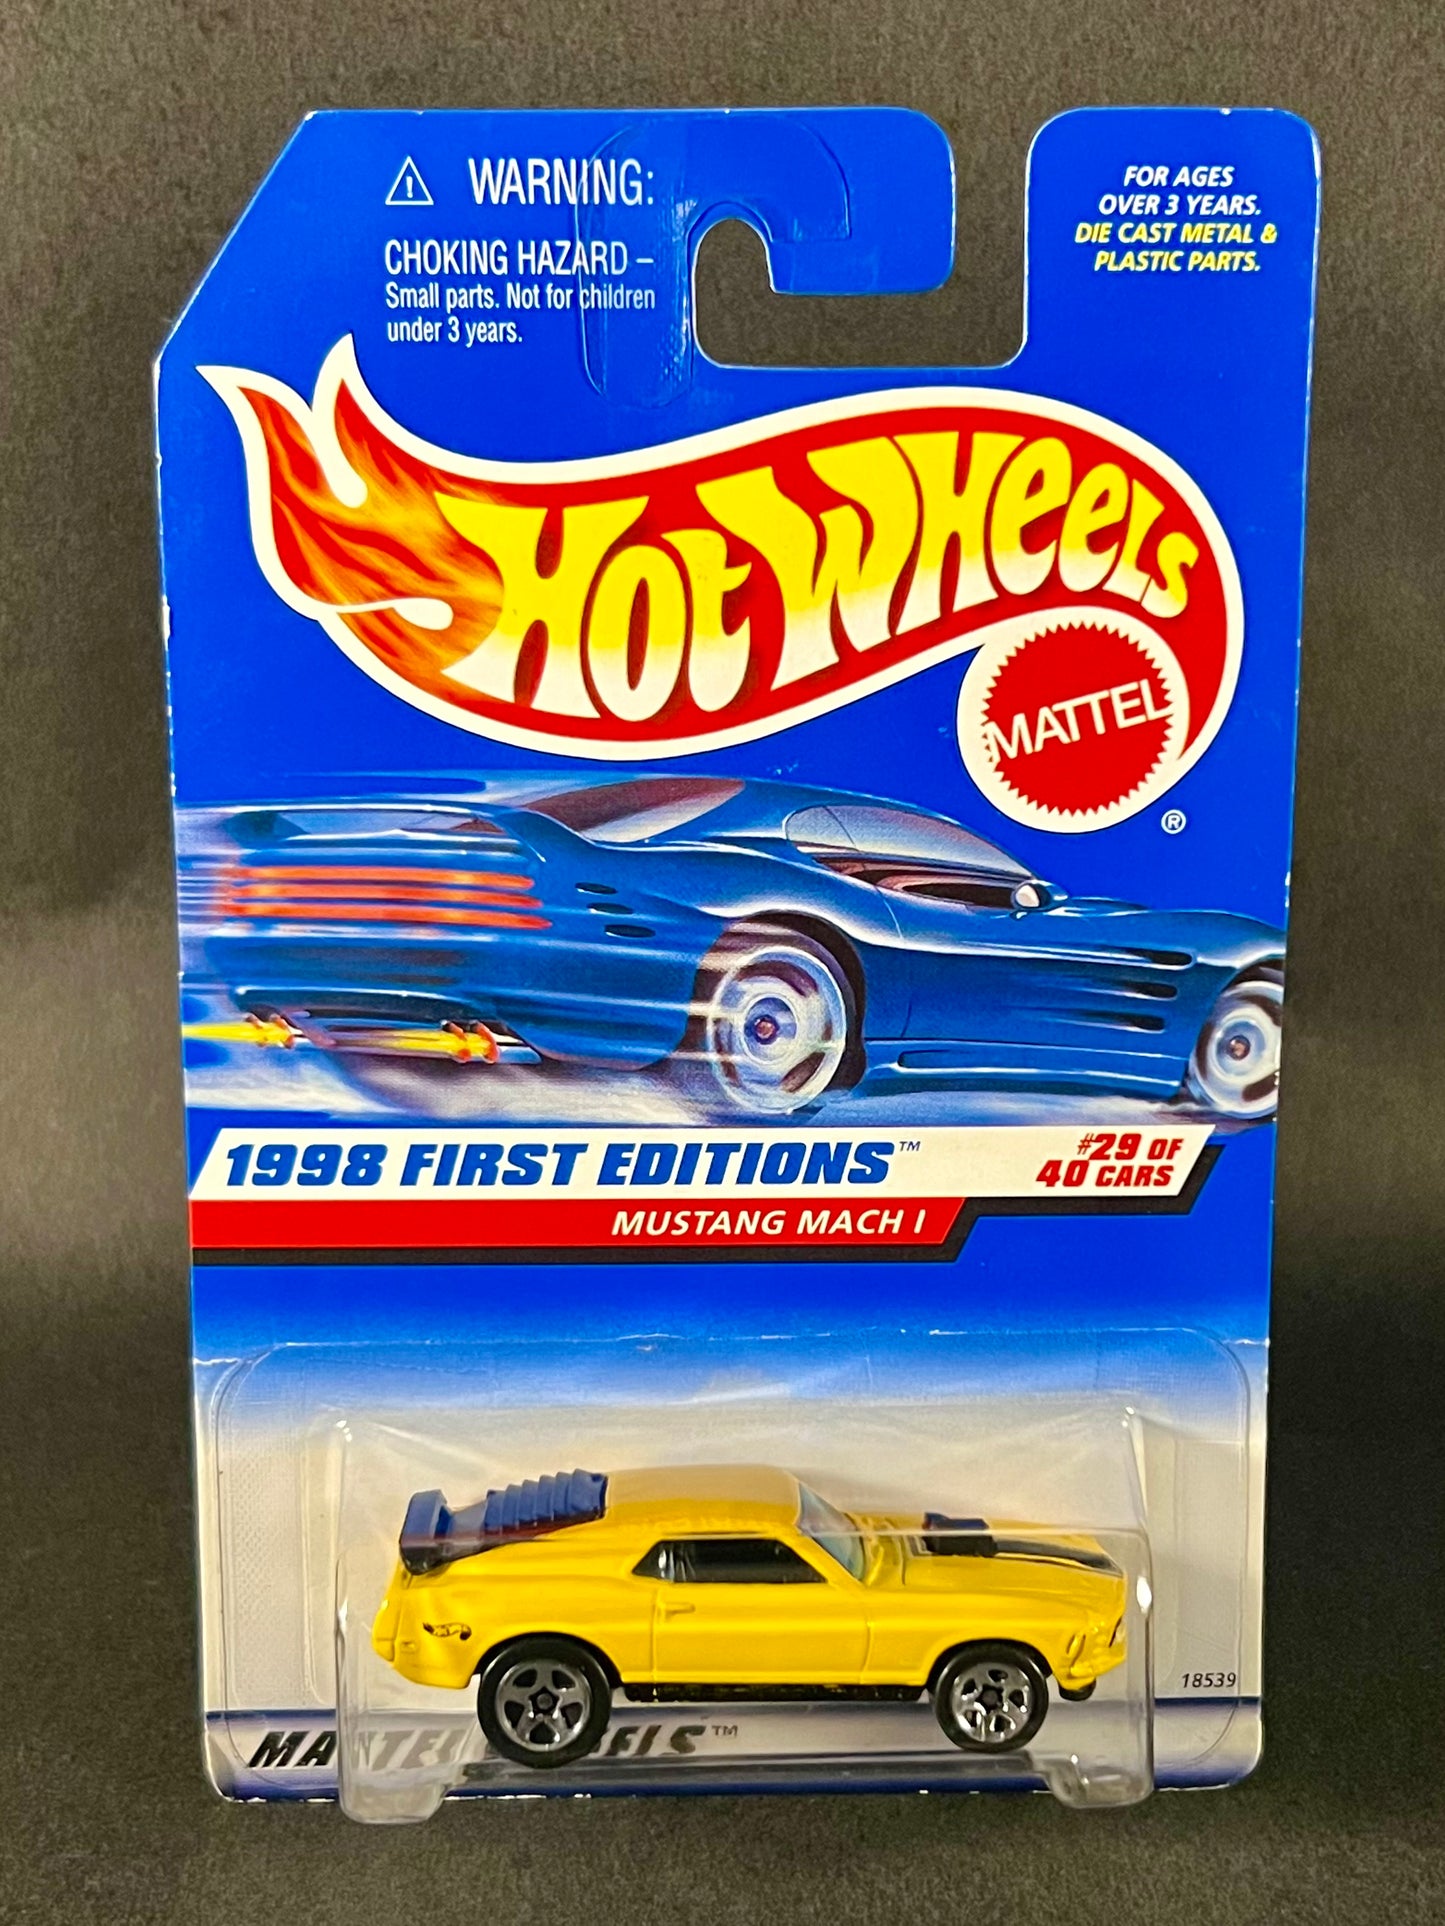 WARNING:
CHOKING HAZARD –
Small parts. Not for children
under 3 years.
FOR AGES
OVER 3 YEARS.
DIE CAST METAL &
PLASTIC PARTS.
HOT WHEELS
MATTEL
®
1998 FIRST EDITIONS™
#29 OF
40 CARS
MUSTANG MACH I
18539